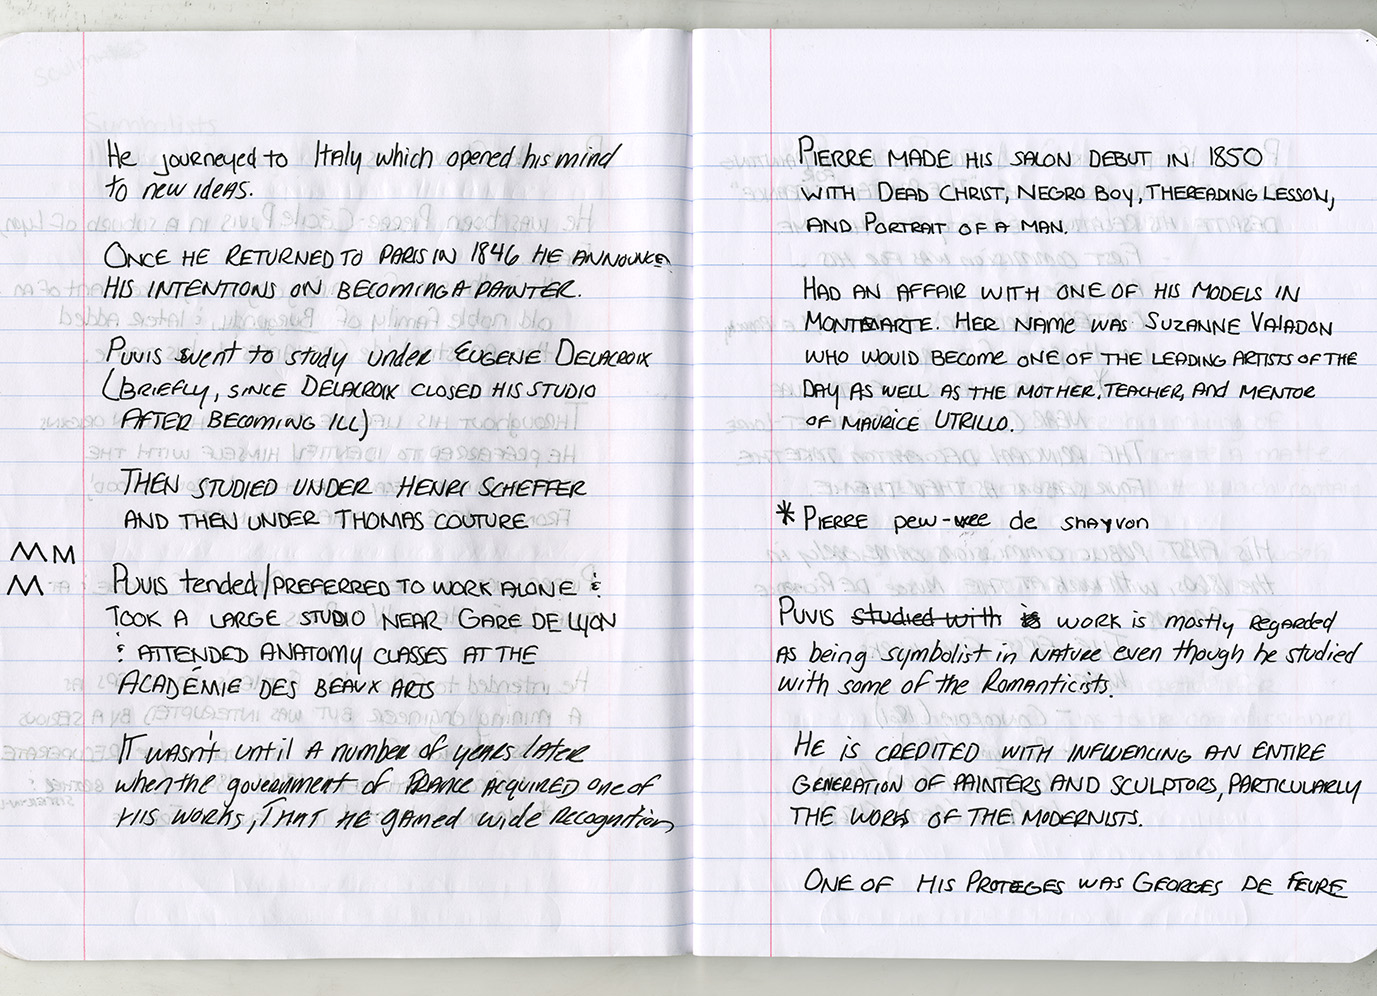 He journeyed to Italy which opened his mind
to new ideas.
ONCE HE RETURNED TO PARIS IN 1846 HE ANNOUNCE
HIS INTENTIONS ON BECOMING A PAINTER.
PUVIS went to study under EUGENE DELACROIX
(BRIEFLY, SINCE DELACROIX CLOSED HIS STUDIO
AFTER BECOMING ILL)
THEN STUDIED UNDER HENRI SCHEFFER
AND THEN UNDER THOMAS COUTURE.
MM
M
PUVIS tended/PREFERRED TO WORK ALONE &
TOOK A LARGE STUDIO NEAR GARE DE LYON
& ATTENDED ANATOMY CLASSES AT THE
ACADÉMIE DES BEAUX ARTS
IT WASN't until A number of years later
when the government of FRANCE ACQUIRED one of
HIS WORKS, THAT HE gained wide Recognition
PIERRE MADE HIS SALON DEBUT IN 1850
WITH DEAD CHRIST, NEGRO BOY, THE READING LESSON,
AND PORTRAIT OF A MAN.
HAD AN AFFAIR WITH ONE OF HIS MODELS IN
MONTMARTE. HER NAME WAS SUZANNE VALADON
WHO WOULD BECOME ONE OF THE LEADING ARTISTS OF THE
DAY AS WELL AS THE MOTHER, TEACHER, AND MENTOR
OF MAURICE UTRILLO.
* PIERRE pew-vee de shayvon
PUVIS studied with WORK is mostly REGARDED
AS being symbolist in NATURE even though he studied
with some of the Romanticists.
HE IS CREDITED WITH INFLUENCING AN ENTIRE
GENERATION OF PAINTERS AND SCULPTORS, PARTICULARLY
THE WORKS OF THE MODERNISTS.
ONE OF HIS PROTEGES WAS GEORGES DE FEURE